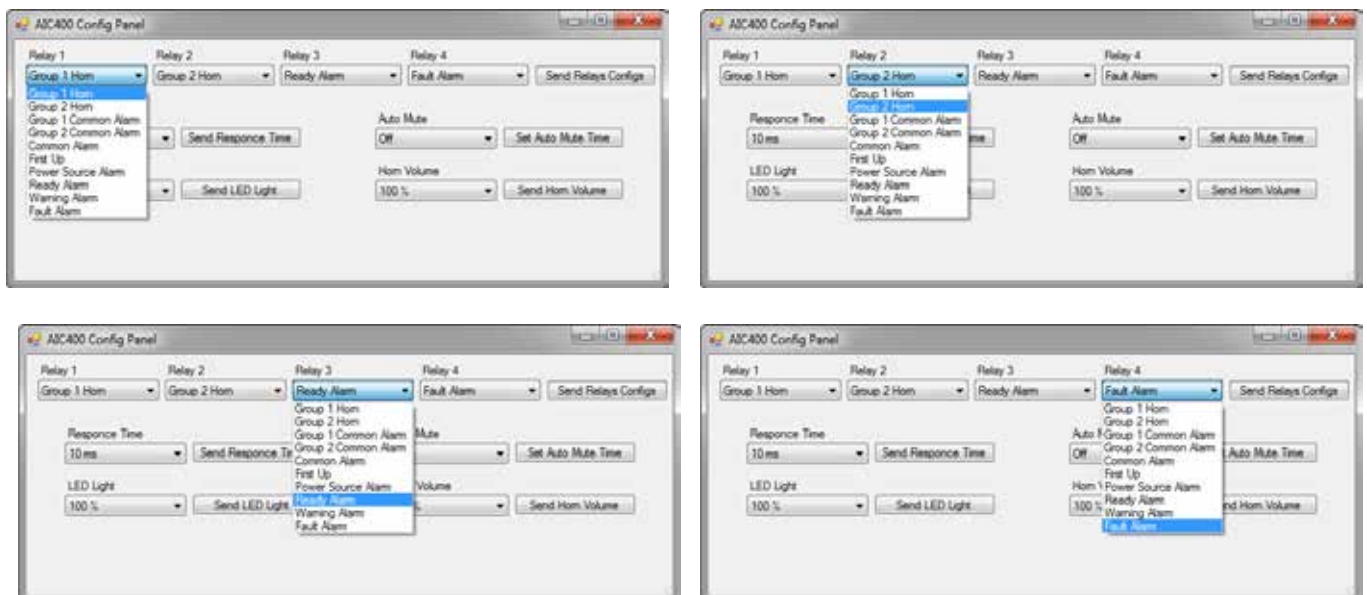 AIC400 Config Panel
Relay 1 Relay 2 Relay 3 Relay 4
Group 1 Horn Group 2 Horn Ready Alarm Fault Alarm Send Relays Configs
Group 1 Horn
Group 2 Horn
Group 1 Common Alarm
Group 2 Common Alarm
Common Alarm
First Up
Power Source Alarm
Ready Alarm
Warning Alarm
Fault Alarm
Send Responce Time
Send LED Light
Auto Mute
Off Set Auto Mute Time
Horn Volume
100 % Send Horn Volume
AIC400 Config Panel
Relay 1 Relay 2 Relay 3 Relay 4
Group 1 Horn Group 2 Horn Ready Alarm Fault Alarm Send Relays Configs
Group 1 Horn
Group 2 Horn
Group 1 Common Alarm
Group 2 Common Alarm
Common Alarm
First Up
Power Source Alarm
Ready Alarm
Warning Alarm
Fault Alarm
Responce Time
10 ms
LED Light
100 %
Auto Mute
Off Set Auto Mute Time
Horn Volume
100 % Send Horn Volume
AIC400 Config Panel
Relay 1 Relay 2 Relay 3 Relay 4
Group 1 Horn Group 2 Horn Ready Alarm Fault Alarm Send Relays Configs
Group 1 Horn
Group 2 Horn
Group 1 Common Alarm
Group 2 Common Alarm
Common Alarm
First Up
Power Source Alarm
Ready Alarm
Warning Alarm
Fault Alarm
Responce Time
10 ms Send Responce Ti
LED Light
100 % Send LED Light
Mute
Set Auto Mute Time
Volume
Send Horn Volume
AIC400 Config Panel
Relay 1 Relay 2 Relay 3 Relay 4
Group 1 Horn Group 2 Horn Ready Alarm Fault Alarm Send Relays Configs
Group 1 Horn
Group 2 Horn
Group 1 Common Alarm
Group 2 Common Alarm
Common Alarm
First Up
Power Source Alarm
Ready Alarm
Warning Alarm
Fault Alarm
Responce Time
10 ms Send Responce Time
LED Light
100 % Send LED Light
Auto
Off Auto Mute Time
Horn
100 % nd Horn Volume